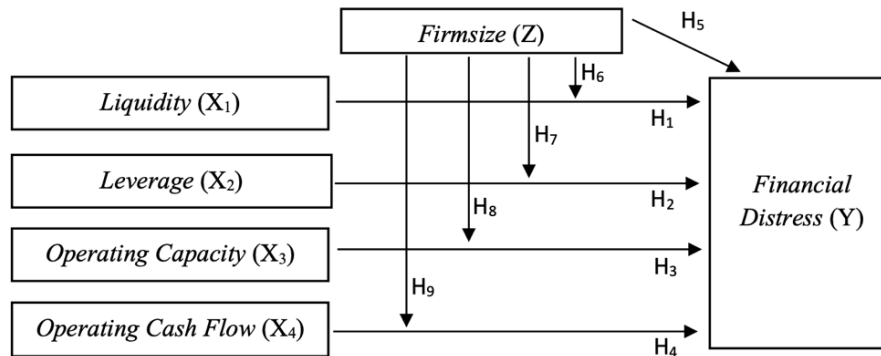 Firmsize (Z)
H₅
H₆
Liquidity (X₁)
H₁
H₇
Leverage (X₂)
H₂
H₈
Financial
Distress (Y)
Operating Capacity (X₃)
H₃
H₉
Operating Cash Flow (X₄)
H₄